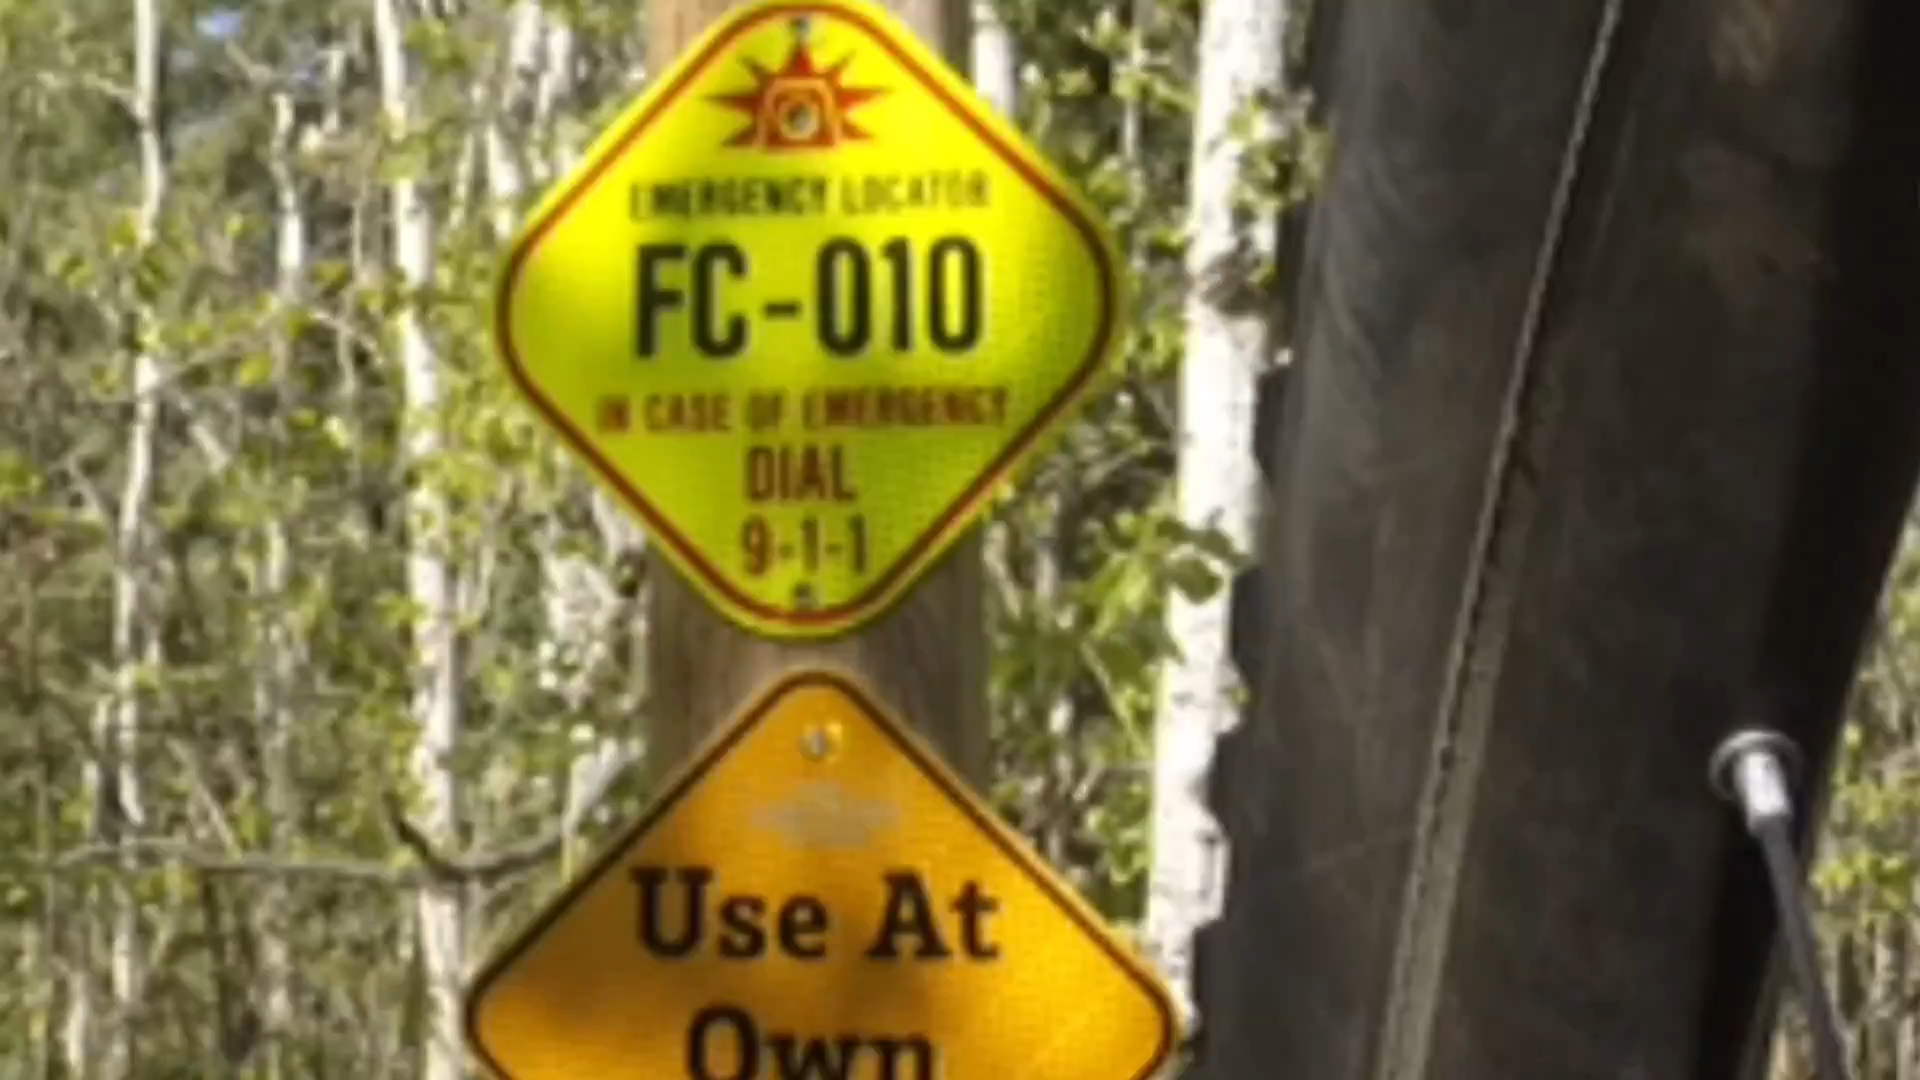 EMERGENCY LOCATOR
FC-010
IN CASE OF EMERGENCY
DIAL
9-1-1
Use At
Own